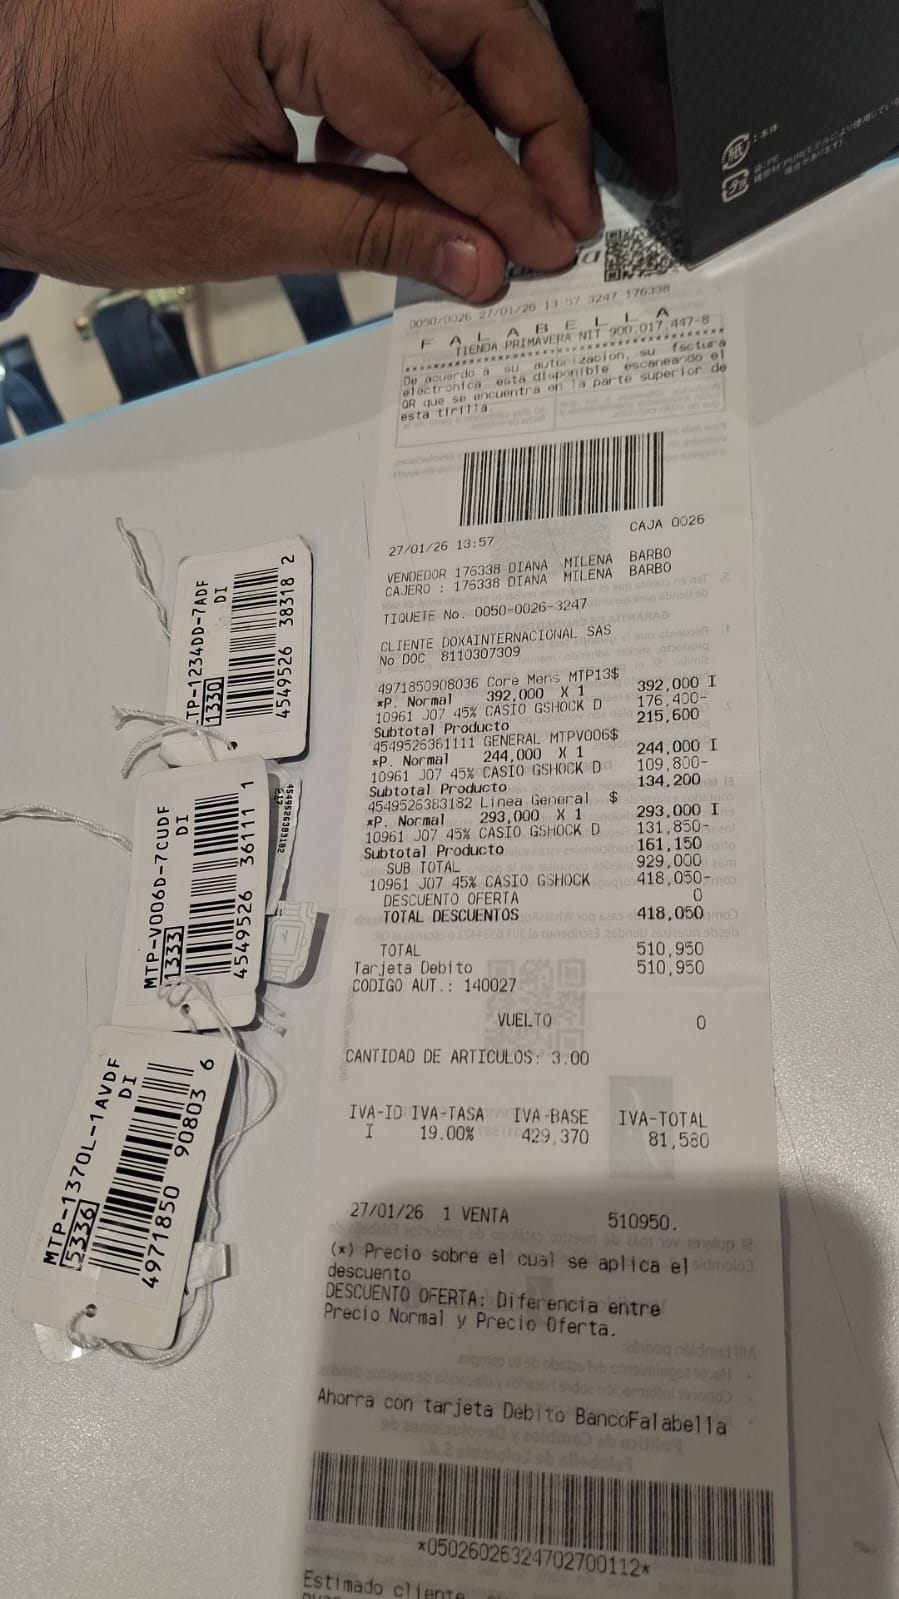 : 本体
紙
プラ
0050/0026 27/01/26 13:57 3247 176338
F A L A B E L L A
TIENDA PRIMAVERA NIT 900.017.447-8
De acuerdo a su autorizacion, su factura
electronica esta disponible escaneando el
QR que se encuentra en la parte superior de
esta tirilla.
CAJA 0026
27/01/26 13:57
VENDEDOR 176338 DIANA MILENA BARBO
CAJERO : 176338 DIANA MILENA BARBO
TIQUETE No. 0050-0026-3247
CLIENTE DOXAINTERNACIONAL SAS
No DOC 8110307309
4971850908036 Core Mens MTP13$ 392,000 I
*P. Normal 392,000 X 1
10961 J07 45% CASIO GSHOCK D 176,400-
Subtotal Producto 215,600
4549526361111 GENERAL MTPV006$ 244,000 I
*P. Normal 244,000 X 1
10961 J07 45% CASIO GSHOCK D 109,800-
Subtotal Producto 134,200
4549526383182 Linea General $ 293,000 I
*P. Normal 293,000 X 1
10961 J07 45% CASIO GSHOCK D 131,850-
Subtotal Producto 161,150
SUB TOTAL 929,000
10961 J07 45% CASIO GSHOCK 418,050-
DESCUENTO OFERTA 0
TOTAL DESCUENTOS 418,050
TOTAL 510,950
Tarjeta Debito 510,950
CODIGO AUT.: 140027
VUELTO 0
CANTIDAD DE ARTICULOS: 3.00
IVA-ID IVA-TASA IVA-BASE IVA-TOTAL
I 19.00% 429,370 81,580
27/01/26 1 VENTA 510950.
(*) Precio sobre el cual se aplica el
descuento
DESCUENTO OFERTA: Diferencia entre
Precio Normal y Precio Oferta.
Ahorra con tarjeta Debito BancoFalabella
*05026026324702700112*
Estimado cliente
TP-1234DD-7ADF
DI
1330
4549526 38318 2
MTP-V006D-7CUDF
DI
1333
4549526 36111 1
4549526383182
MTP-1370L-1AVDF
DI
5336
4971850 90803 6